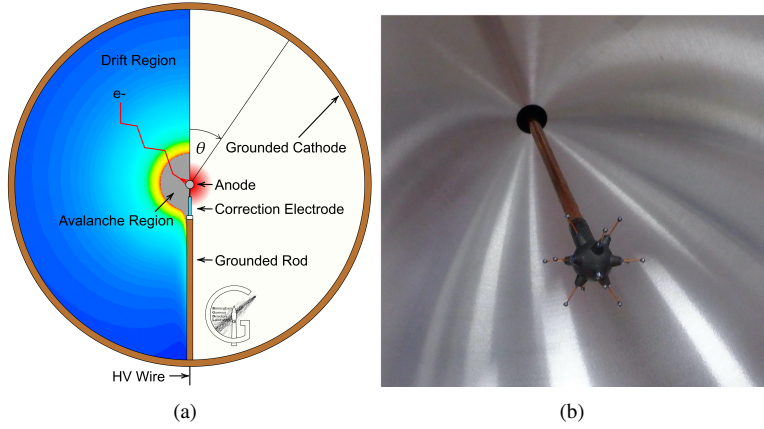 Drift Region
e-
θ
Grounded Cathode
Anode
Avalanche Region
Correction Electrode
Grounded Rod
G
HV Wire
(a)
(b)